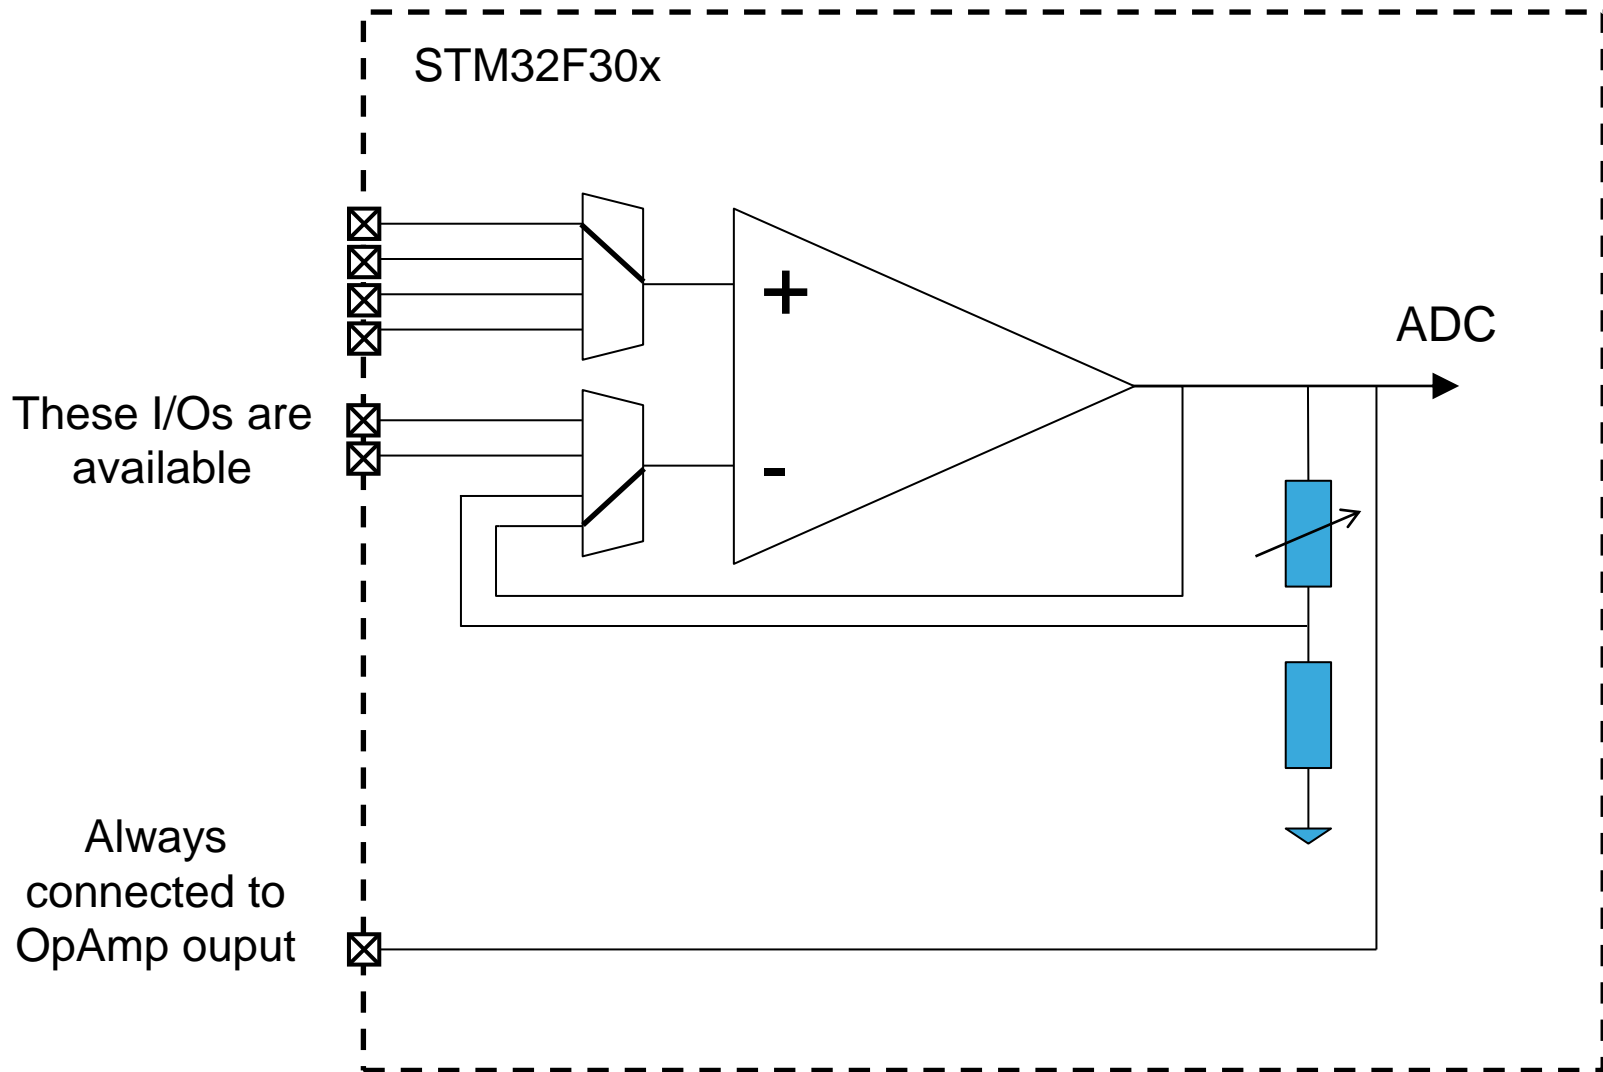 STM32F30x
+
-
ADC
These I/Os are
available
Always
connected to
OpAmp ouput